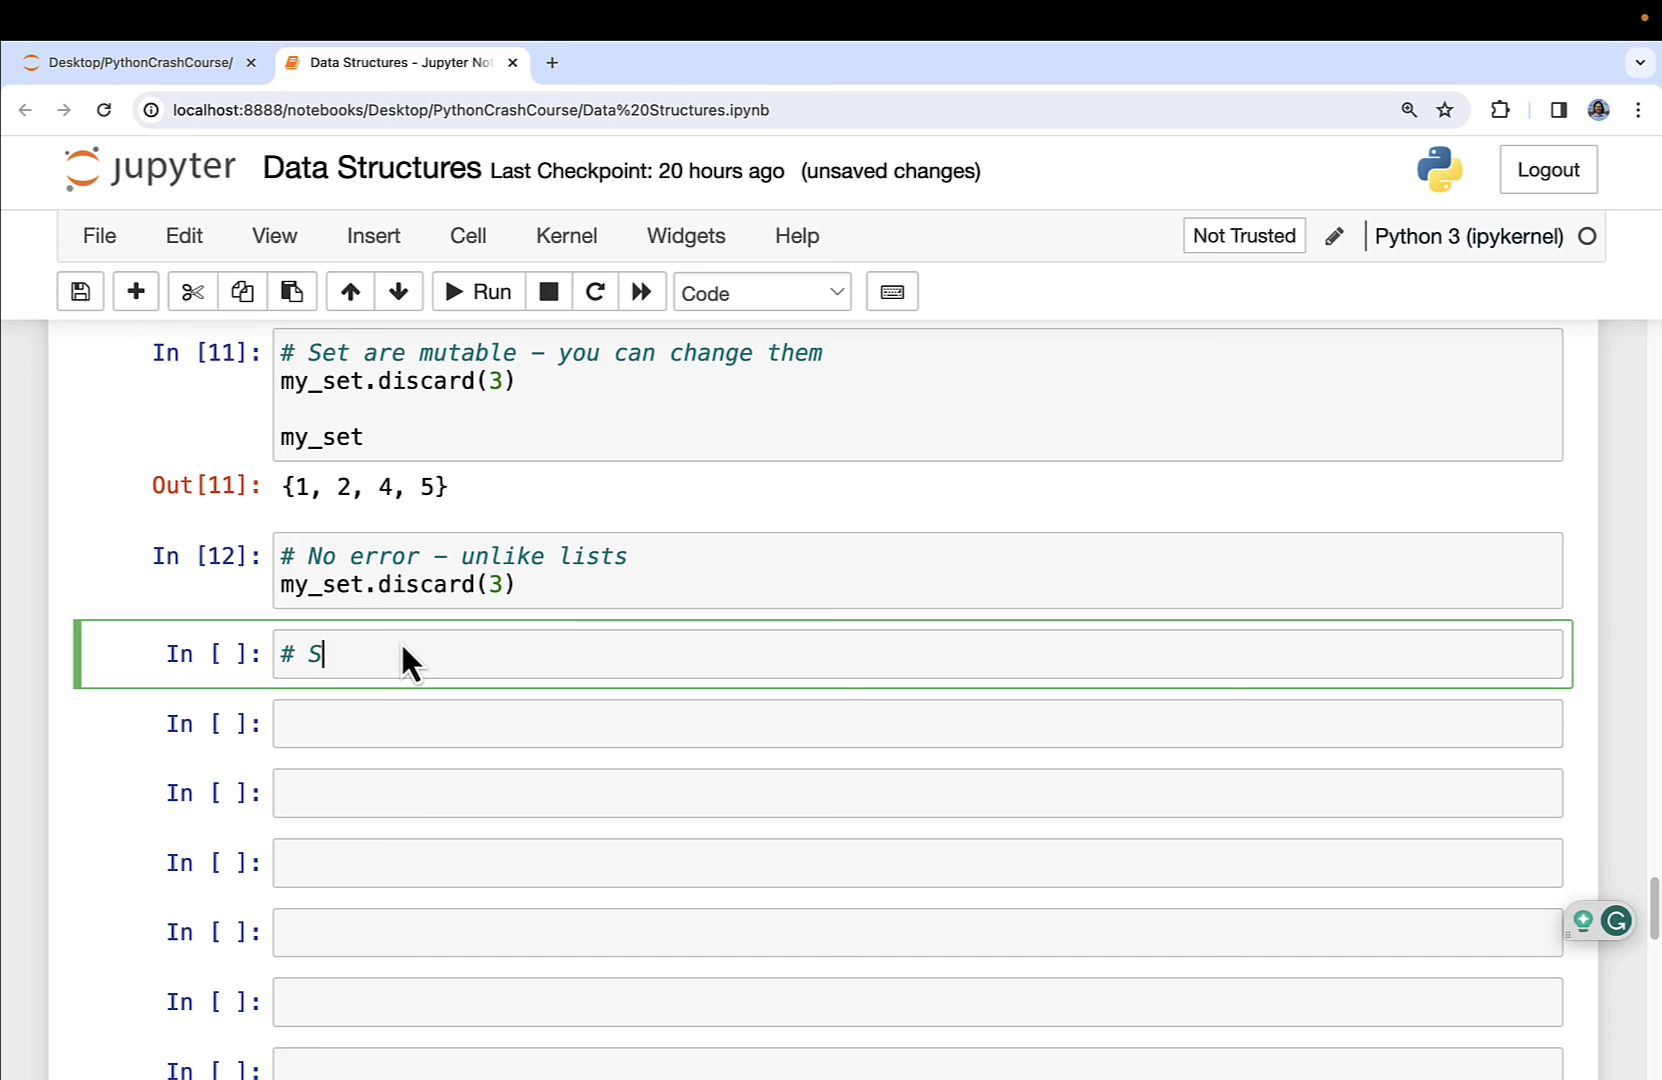 Desktop/PythonCrashCourse/
Data Structures - Jupyter Not
localhost:8888/notebooks/Desktop/PythonCrashCourse/Data%20Structures.ipynb
jupyter Data Structures Last Checkpoint: 20 hours ago (unsaved changes)
Logout
File Edit View Insert Cell Kernel Widgets Help
Not Trusted
Python 3 (ipykernel)
Run
Code
In [11]: # Set are mutable – you can change them
my_set.discard(3)
my_set
Out[11]: {1, 2, 4, 5}
In [12]: # No error – unlike lists
my_set.discard(3)
In [ ]: # S
In [ ]:
In [ ]:
In [ ]:
In [ ]:
In [ ]:
In [ ]: